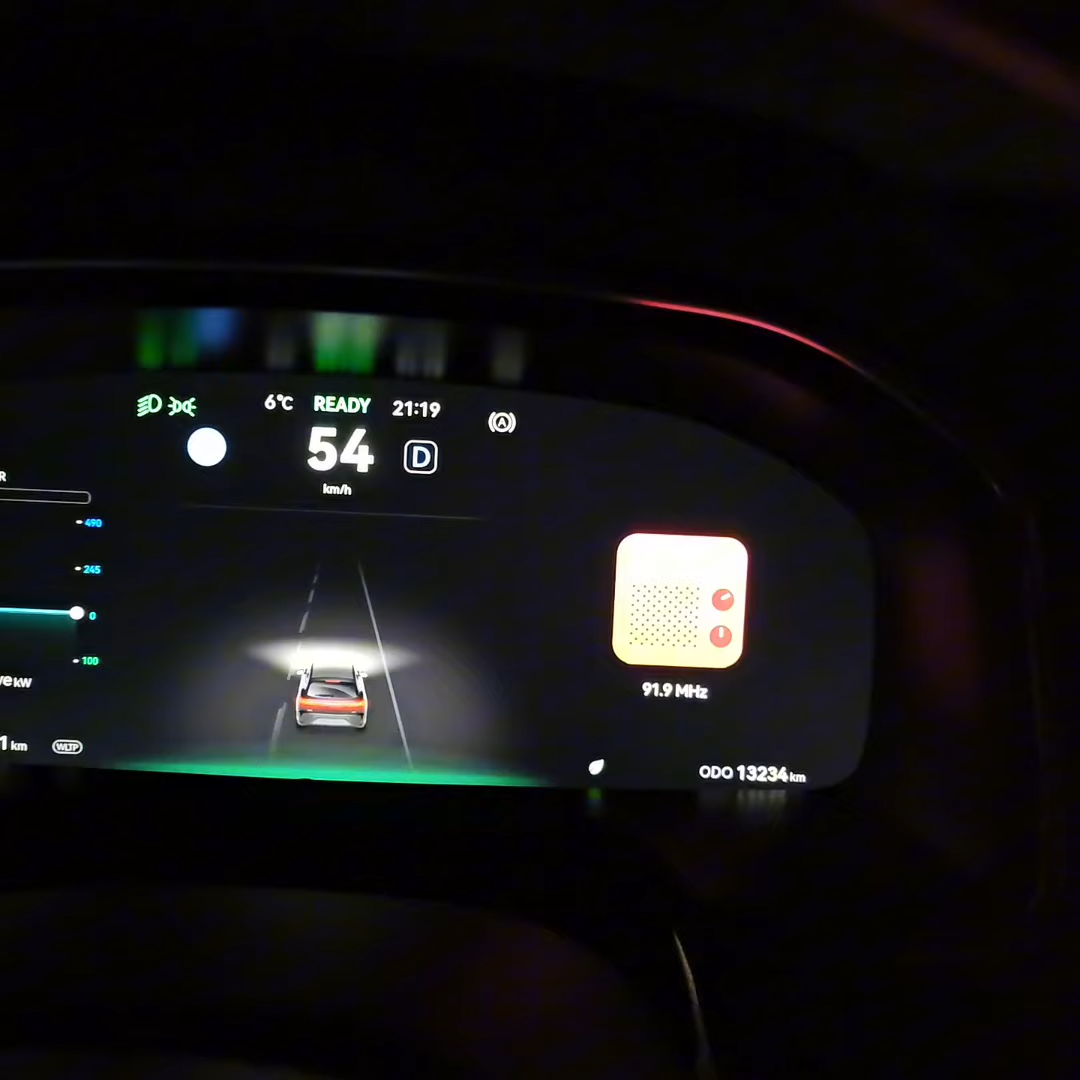 6°C READY 21:19
(A)
54 D
km/h
R
490
245
0
-100
kW
91.9 MHz
1 km WLTP
ODO 13234 km